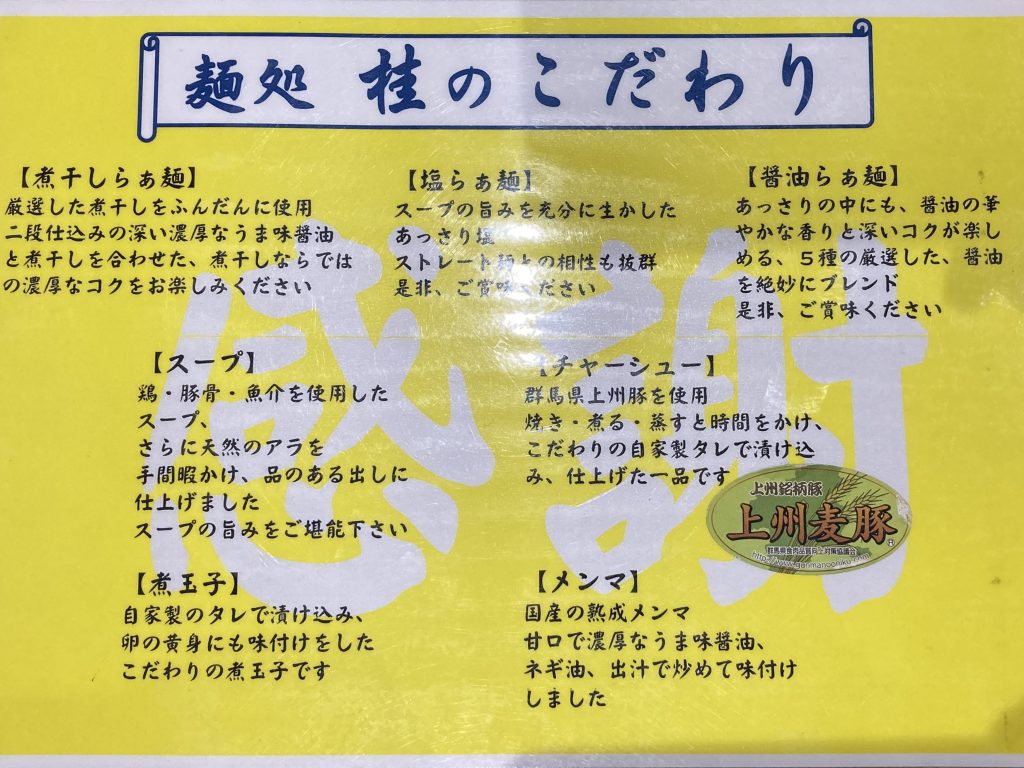 麺処 桂のこだわり
【煮干しらぁ麺】
厳選した煮干しをふんだんに使用
二段仕込みの深い濃厚なうま味醤油
と煮干しを合わせた、煮干しならでは
の濃厚なコクをお楽しみください
【塩らぁ麺】
スープの旨みを充分に生かした
あっさり塩
ストレート麺との相性も抜群
是非、ご賞味ください
【醤油らぁ麺】
あっさりの中にも、醤油の華
やかな香りと深いコクが楽し
める、５種の厳選した、醤油
を絶妙にブレンド
是非、ご賞味ください
感謝
【スープ】
鶏・豚骨・魚介を使用した
スープ、
さらに天然のアラを
手間暇かけ、品のある出しに
仕上げました
スープの旨みをご堪能下さい
【チャーシュー】
群馬県上州豚を使用
焼き・煮る・蒸すと時間をかけ、
こだわりの自家製タレで漬け込
み、仕上げた一品です
上州銘柄豚
上州麦豚
群馬県食肉品質向上対策協議会
【煮玉子】
自家製のタレで漬け込み、
卵の黄身にも味付けをした
こだわりの煮玉子です
【メンマ】
国産の熟成メンマ
甘口で濃厚なうま味醤油、
ネギ油、出汁で炒めて味付け
しました